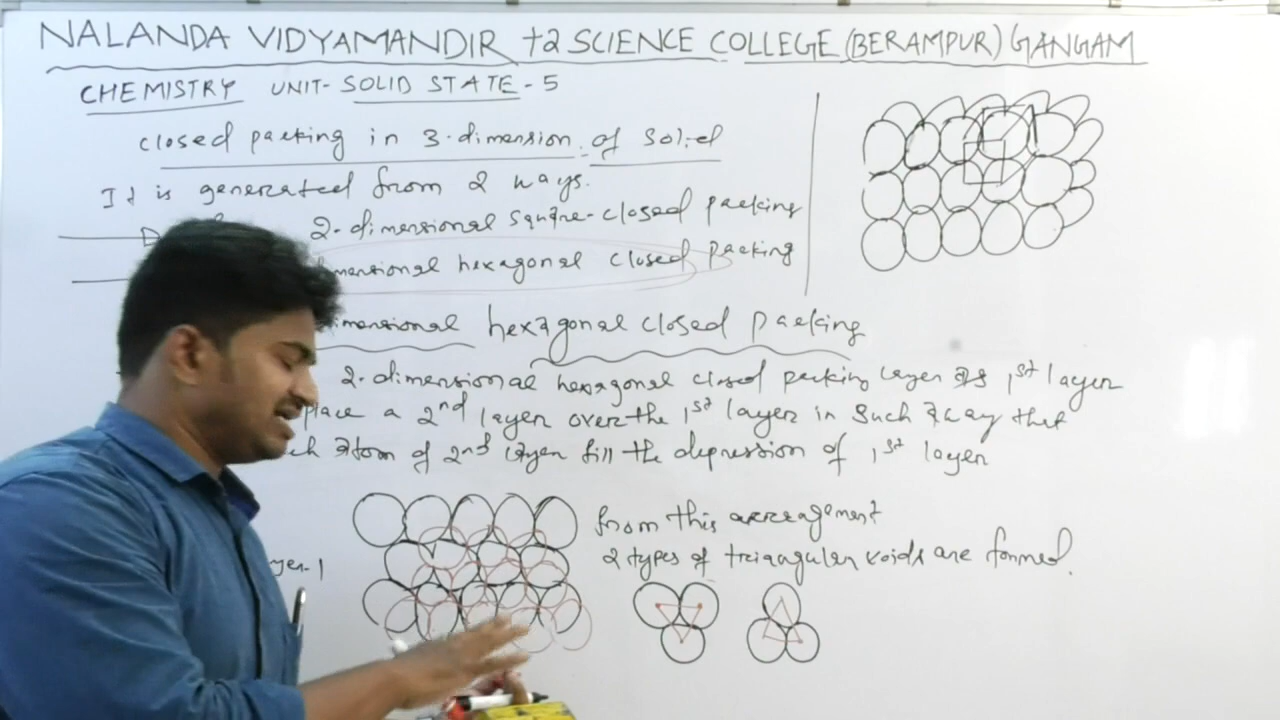 NALANDA VIDYAMANDIR +2 SCIENCE COLLEGE (BERAMPUR) GANGAM
CHEMISTRY UNIT- SOLID STATE - 5
Closed packing in 3-dimension of Solid
It is generated from 2 ways.
2-dimensional square-closed packing
mensional hexagonal closed packing
imensional hexagonal closed packing
2-dimensional hexagonal closed packing layer as 1st layer
place a 2nd layer over the 1st layer in such a way that
ch atom of 2nd layer fill the depression of 1st layer
from this arreagement
2 types of triangular voids are formed.
yer-1